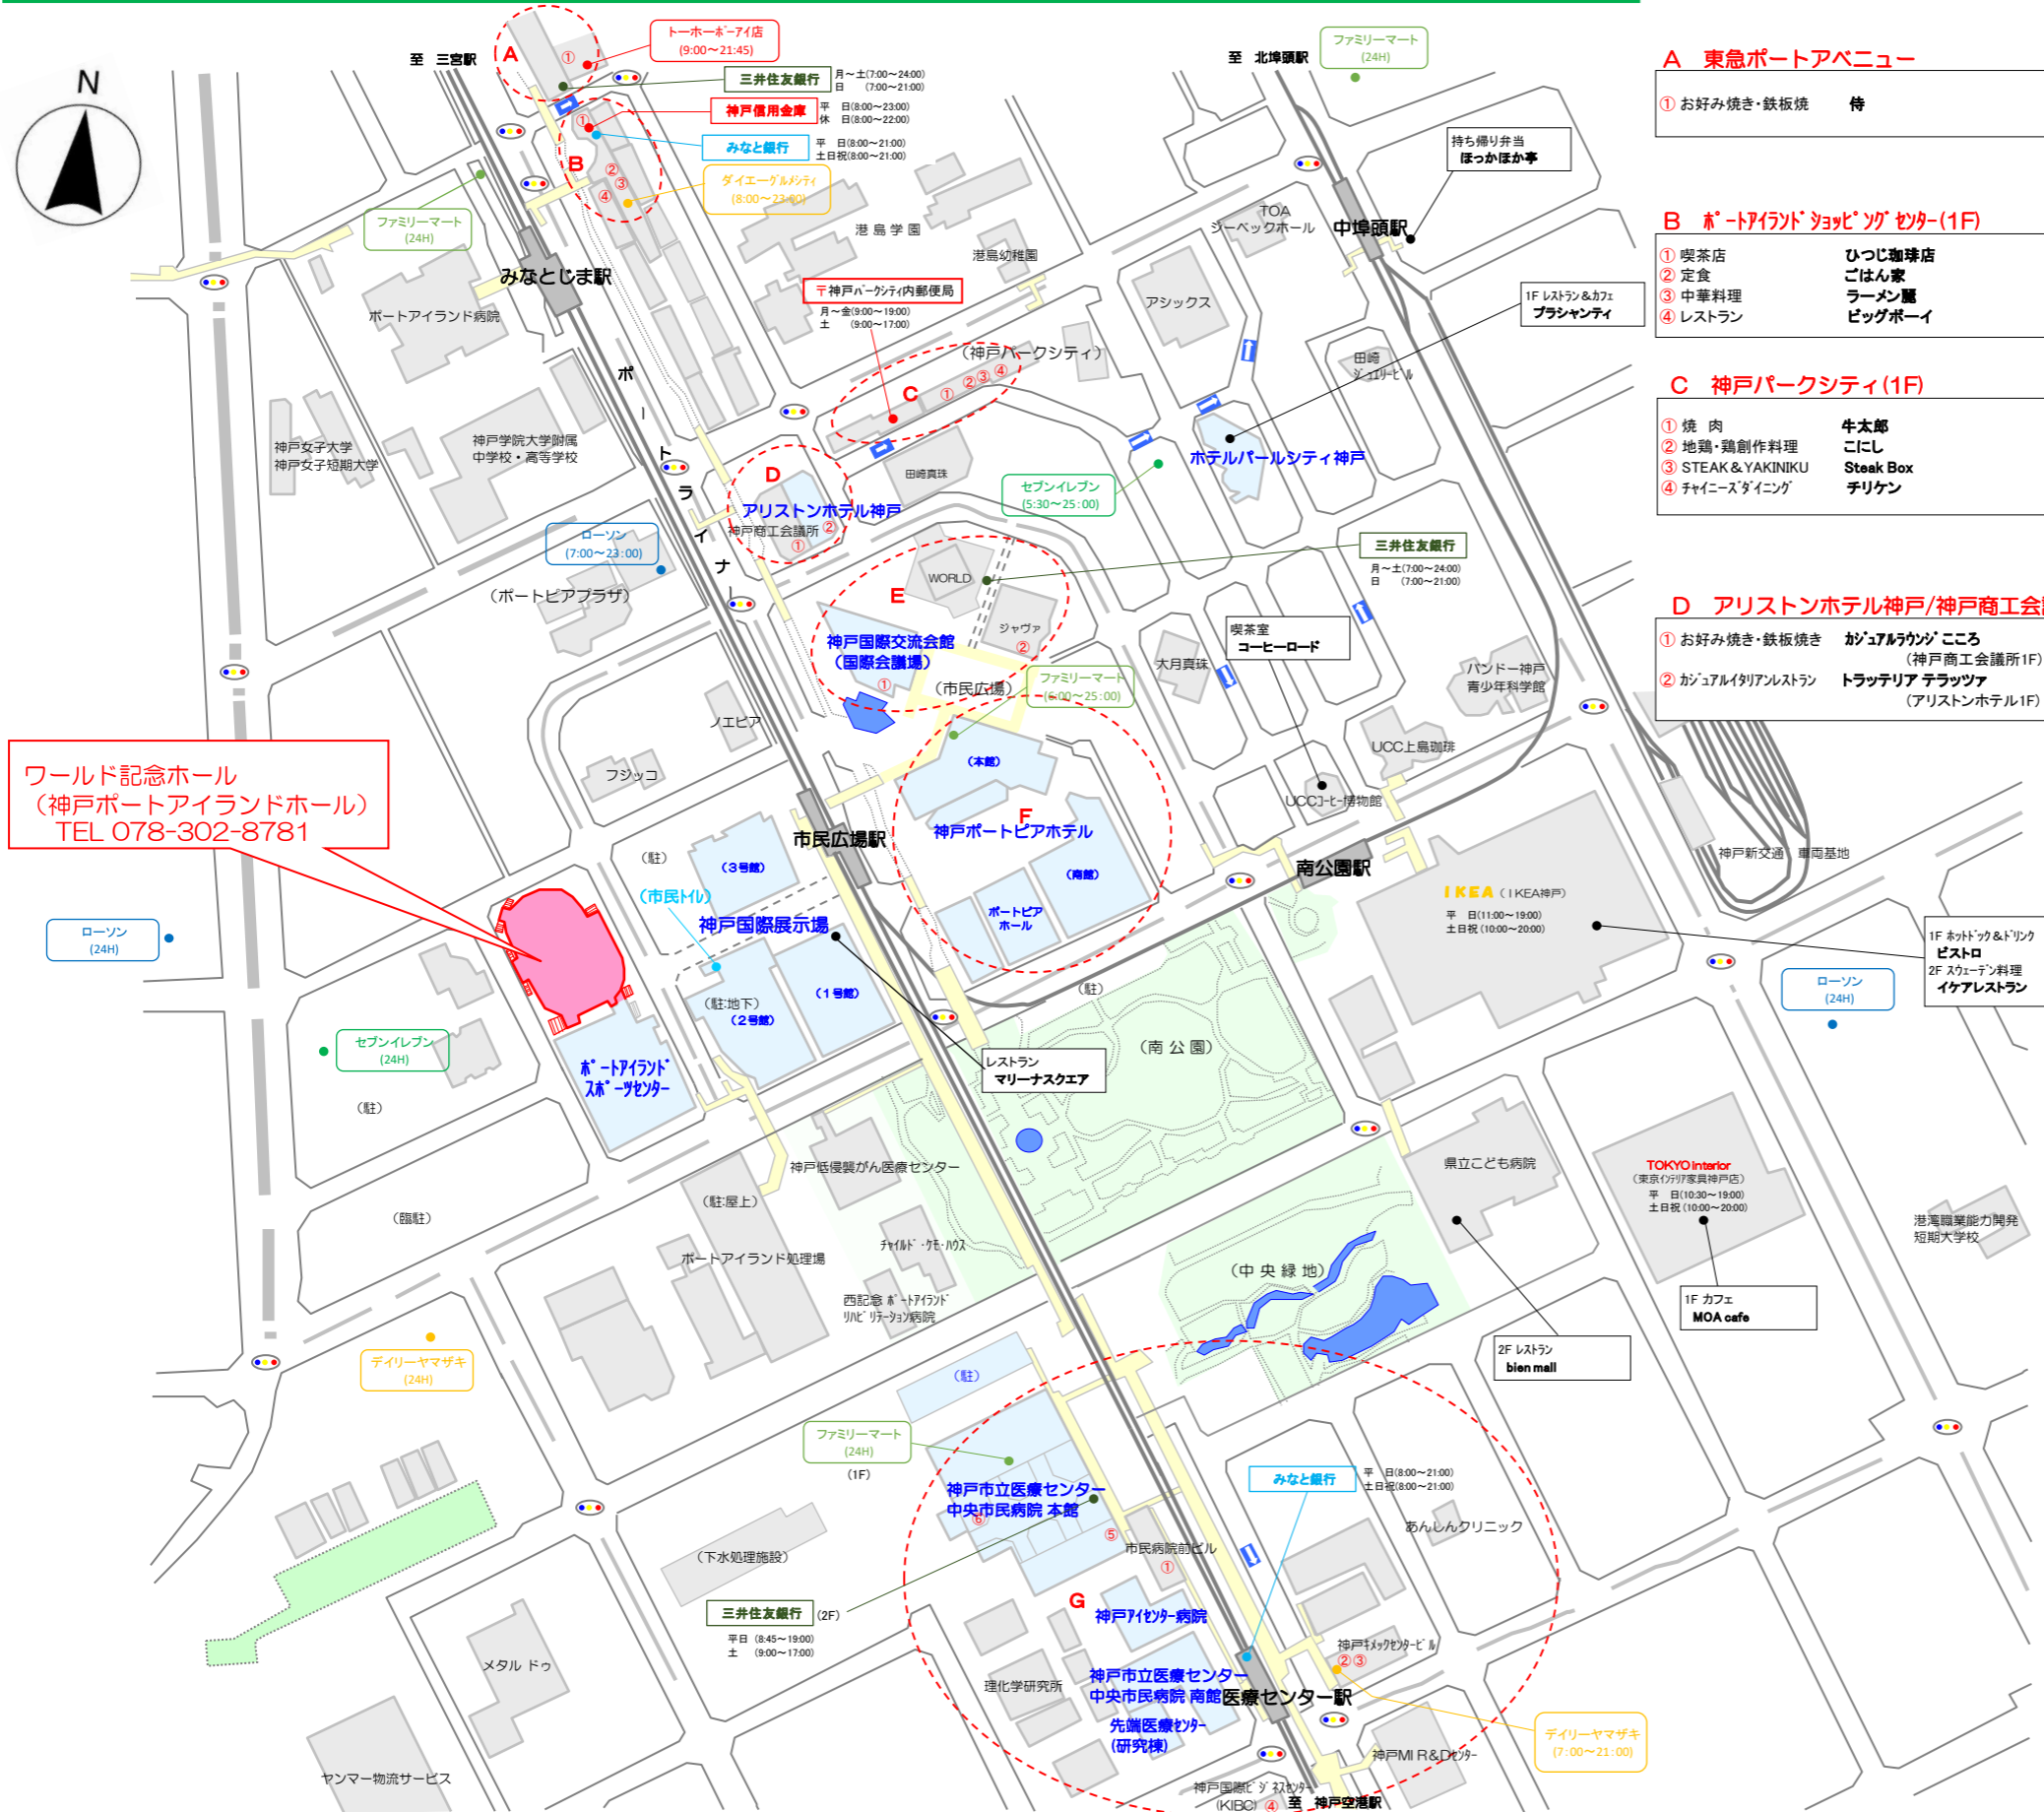 N
至 三宮駅
A
①
トーホーポーアイ店
(9:00～21:45)
三井住友銀行
月～土(7:00～24:00)
日 (7:00～21:00)
神戸信用金庫
平 日(8:00～23:00)
休 日(8:00～22:00)
みなと銀行
平 日(8:00～21:00)
土日祝(8:00～21:00)
B
①
②
③
④
ダイエーグルメシティ
(8:00～23:00)
ファミリーマート
(24H)
至 北埠頭駅
ファミリーマート
(24H)
持ち帰り弁当
ほっかほか亭
A 東急ポートアベニュー
① お好み焼き・鉄板焼 侍
B ポートアイランドショッピングセンター(1F)
① 喫茶店 ひつじ珈琲店
② 定食 ごはん家
③ 中華料理 ラーメン麗
④ レストラン ビッグボーイ
C 神戸パークシティ(1F)
① 焼 肉 牛太郎
② 地鶏・鶏創作料理 こにし
③ STEAK＆YAKINIKU Steak Box
④ チャイニーズダイニング チリケン
D アリストンホテル神戸/神戸商工会
① お好み焼き・鉄板焼き カジュアルラウンジ こころ
(神戸商工会議所1F)
② カジュアルイタリアンレストラン トラッテリア テラッツァ
(アリストンホテル1F)
港島学園
港島幼稚園
TOA
シーベックホール
中埠頭駅
みなとじま駅
ポートアイランド病院
〒神戸パークシティ内郵便局
月～金(9:00～19:00)
土 (9:00～17:00)
アシックス
1F レストラン＆カフェ
プラシャンティ
(神戸パークシティ)
C
①
②③④
田崎
ジュエリービル
ポートライナー
神戸女子大学
神戸女子短期大学
神戸学院大学附属
中学校・高等学校
D
アリストンホテル神戸
神戸商工会議所
①
②
田崎真珠
ホテルパールシティ神戸
セブンイレブン
(5:30～25:00)
ローソン
(7:00～23:00)
(ポートピアプラザ)
三井住友銀行
月～土(7:00～24:00)
日 (7:00～21:00)
WORLD
E
ジャヴァ
②
神戸国際交流会館
(国際会議場)
①
(市民広場)
ファミリーマート
(6:00～25:00)
喫茶室
コーヒーロード
大月真珠
バンドー神戸
青少年科学館
ノエビア
フジッコ
UCC上島珈琲
UCCコーヒー博物館
ワールド記念ホール
(神戸ポートアイランドホール)
TEL 078-302-8781
(本館)
F
神戸ポートピアホテル
(南館)
ポートピア
ホール
市民広場駅
南公園駅
神戸新交通 車両基地
(駐)
(3号館)
(市民トイレ)
神戸国際展示場
(1号館)
(駐:地下)
(2号館)
IKEA (IKEA神戸)
平 日(11:00～19:00)
土日祝(10:00～20:00)
1F ホットドック＆ドリンク
ビストロ
2F スウェーデン料理
イケアレストラン
ローソン
(24H)
ローソン
(24H)
セブンイレブン
(24H)
(駐)
ポートアイランド
スポーツセンター
(駐)
レストラン
マリーナスクエア
(南公園)
神戸低侵襲がん医療センター
(駐:屋上)
ポートアイランド処理場
チャイルド・ケモ・ハウス
西記念 ポートアイランド
リハビリテーション病院
(臨駐)
県立こども病院
TOKYO Interior
(東京インテリア家具神戸店)
平 日(10:30～19:00)
土日祝(10:00～20:00)
港湾職業能力開発
短期大学校
(中央緑地)
1F カフェ
MOA cafe
2F レストラン
bien mall
デイリーヤマザキ
(24H)
(駐)
ファミリーマート
(24H)
(1F)
神戸市立医療センター
中央市民病院 本館
⑥
⑤
市民病院前ビル
①
みなと銀行
平 日(8:00～21:00)
土日祝(8:00～21:00)
あんしんクリニック
(下水処理施設)
三井住友銀行
(2F)
平日 (8:45～19:00)
土 (9:00～17:00)
G
神戸アイセンター病院
神戸キメックセンタービル
②③
理化学研究所
神戸市立医療センター
中央市民病院 南館
医療センター駅
先端医療センター
(研究棟)
デイリーヤマザキ
(7:00～21:00)
神戸MI R&Dセンター
メタル ドゥ
ヤンマー物流サービス
神戸国際ビジネスセンター
(KIBC) ④
至 神戸空港駅